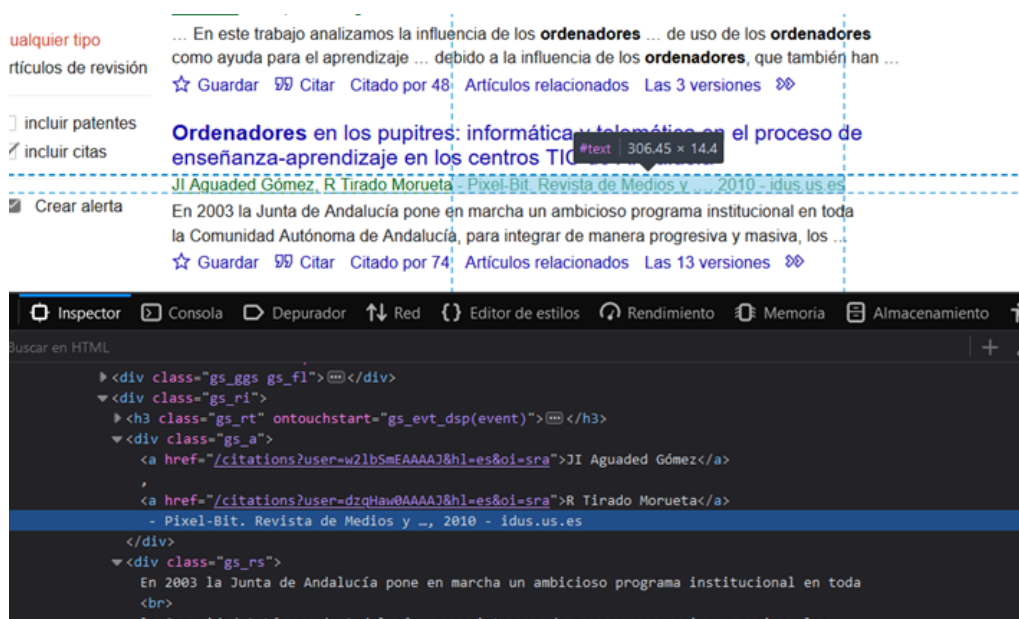 … En este trabajo analizamos la influencia de los ordenadores … de uso de los ordenadores
ualquier tipo
como ayuda para el aprendizaje … debido a la influencia de los ordenadores, que también han …
rtículos de revisión
Guardar Citar Citado por 48 Artículos relacionados Las 3 versiones
incluir patentes
Ordenadores en los pupitres: informática y telemática en el proceso de
#text 306.45 × 14.4
incluir citas
enseñanza-aprendizaje en los centros TIC de Andalucía
JI Aguaded Gómez, R Tirado Morueta - Pixel-Bit. Revista de Medios y …, 2010 - idus.us.es
Crear alerta
En 2003 la Junta de Andalucía pone en marcha un ambicioso programa institucional en toda
la Comunidad Autónoma de Andalucía, para integrar de manera progresiva y masiva, los …
Guardar Citar Citado por 74 Artículos relacionados Las 13 versiones
Inspector Consola Depurador Red Editor de estilos Rendimiento Memoria Almacenamiento
Buscar en HTML
<div class="gs_ggs gs_fl"></div>
<div class="gs_ri">
<h3 class="gs_rt" ontouchstart="gs_evt_dsp(event)"></h3>
<div class="gs_a">
<a href="/citations?user=w2lbSmEAAAAJ&hl=es&oi=sra">JI Aguaded Gómez</a>
,
<a href="/citations?user=dzqHaw0AAAAJ&hl=es&oi=sra">R Tirado Morueta</a>
- Pixel-Bit. Revista de Medios y …, 2010 - idus.us.es
</div>
<div class="gs_rs">
En 2003 la Junta de Andalucía pone en marcha un ambicioso programa institucional en toda
<br>